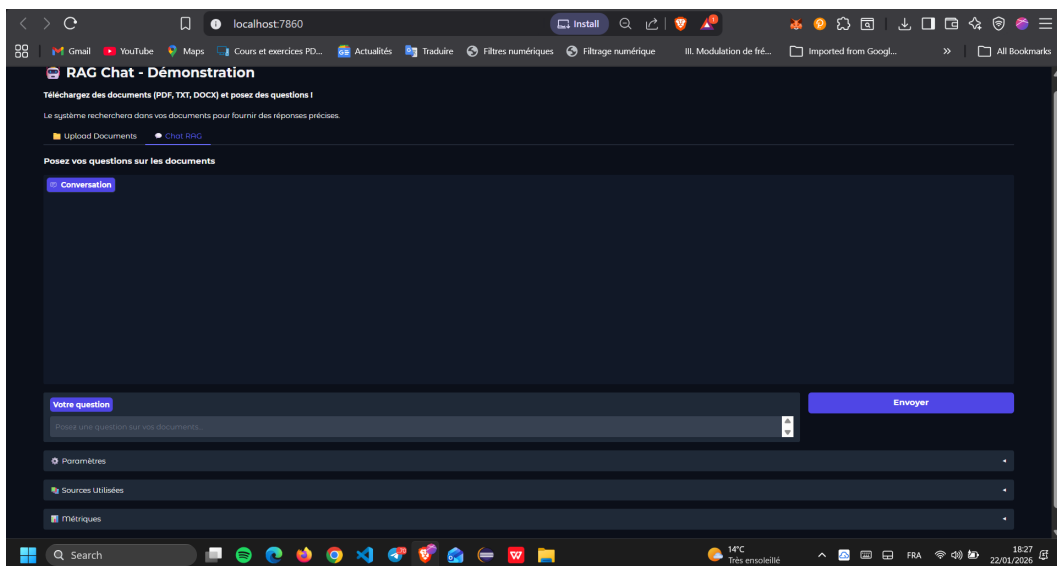 localhost:7860
Install
Gmail
YouTube
Maps
Cours et exercices PD...
Actualités
Traduire
Filtres numériques
Filtrage numérique
III. Modulation de fré...
Imported from Googl...
»
All Bookmarks
RAG Chat - Démonstration
Téléchargez des documents (PDF, TXT, DOCX) et posez des questions !
Le système recherchera dans vos documents pour fournir des réponses précises.
Upload Documents
Chat RAG
Posez vos questions sur les documents
Conversation
Votre question
Envoyer
Posez une question sur vos documents...
Paramètres
Sources Utilisées
Métriques
Search
14°C
Très ensoleillé
FRA
18:27
22/01/2026